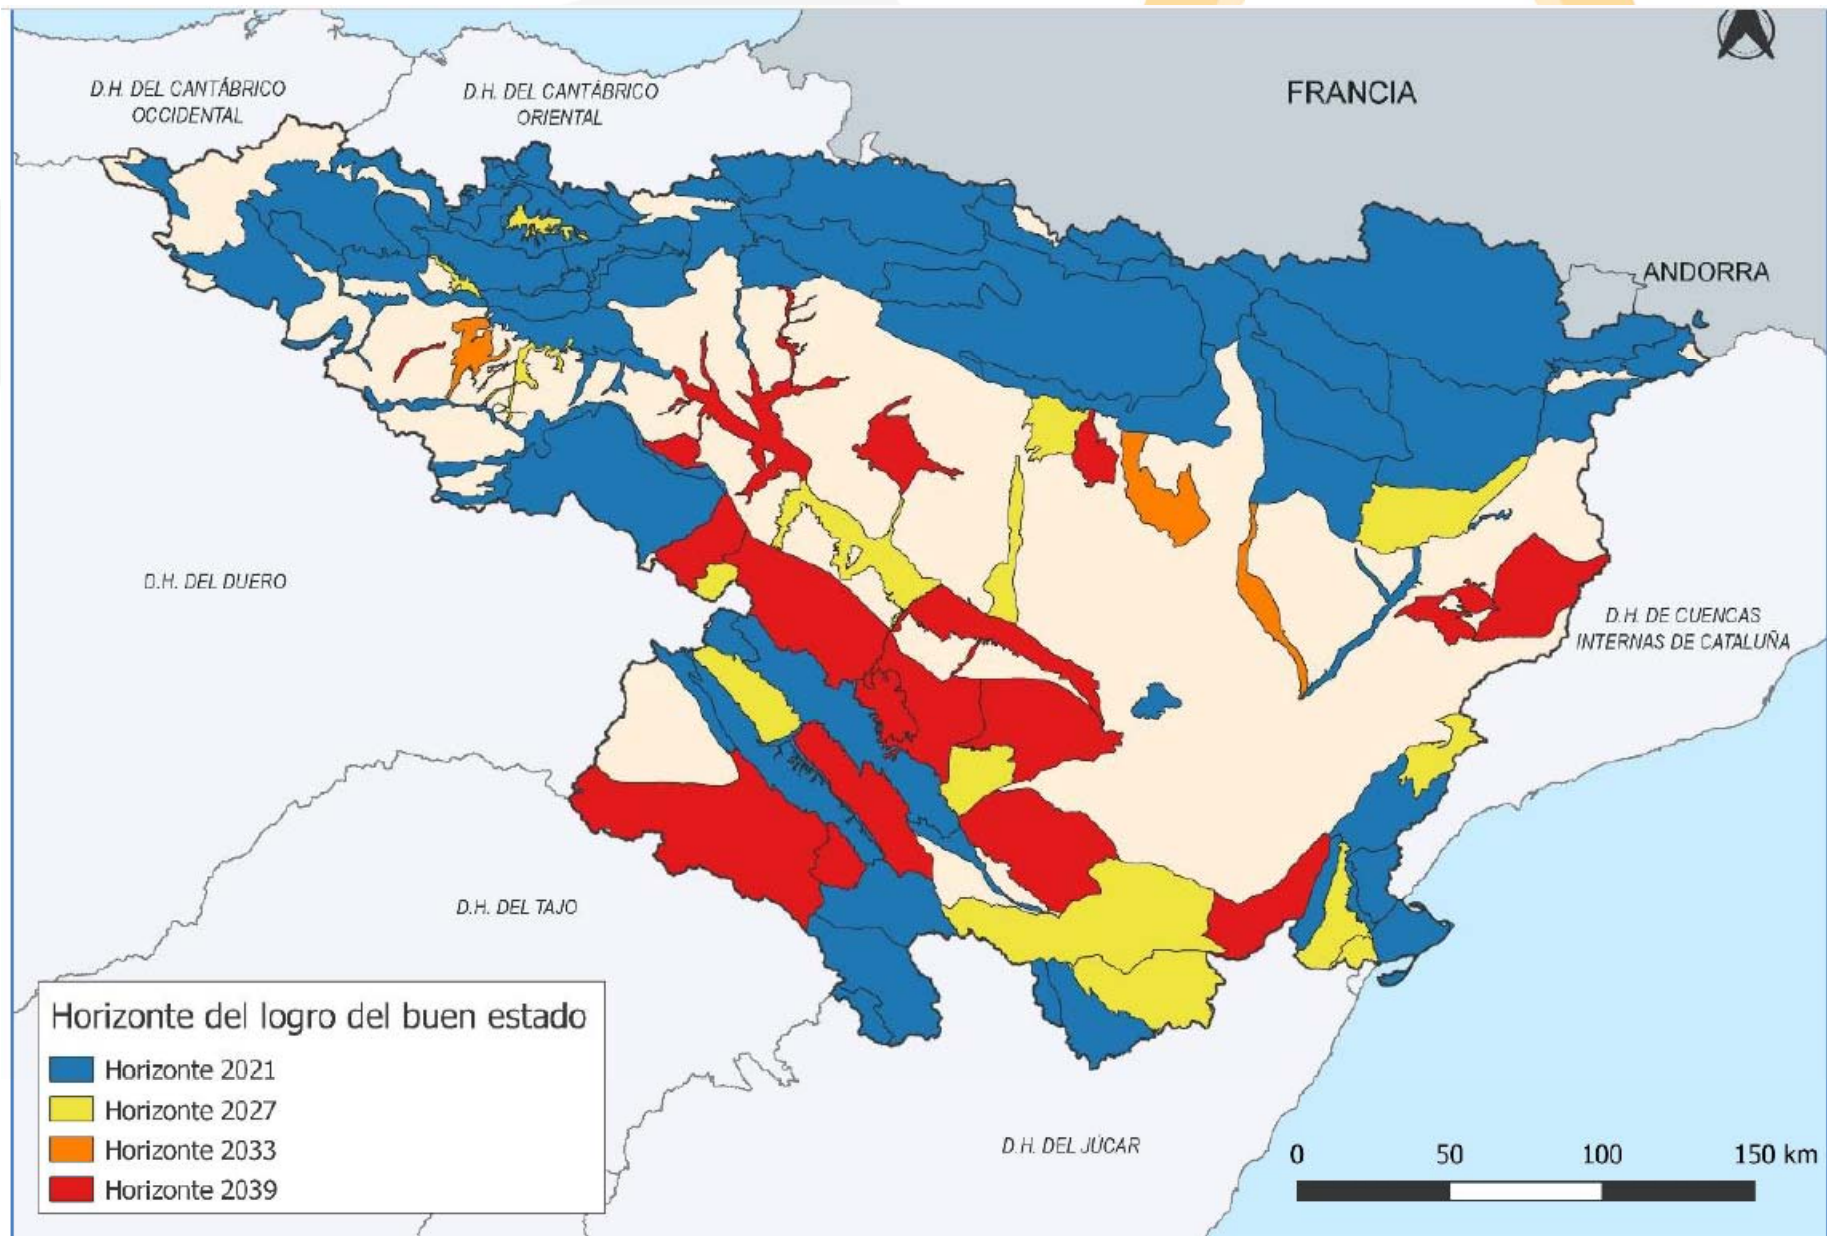 D.H. DEL CANTÁBRICO
OCCIDENTAL
D.H. DEL CANTÁBRICO
ORIENTAL
FRANCIA
ANDORRA
D.H. DEL DUERO
D.H. DE CUENCAS
INTERNAS DE CATALUÑA
D.H. DEL TAJO
D.H. DEL JÚCAR
Horizonte del logro del buen estado
Horizonte 2021
Horizonte 2027
Horizonte 2033
Horizonte 2039
0 50 100 150 km